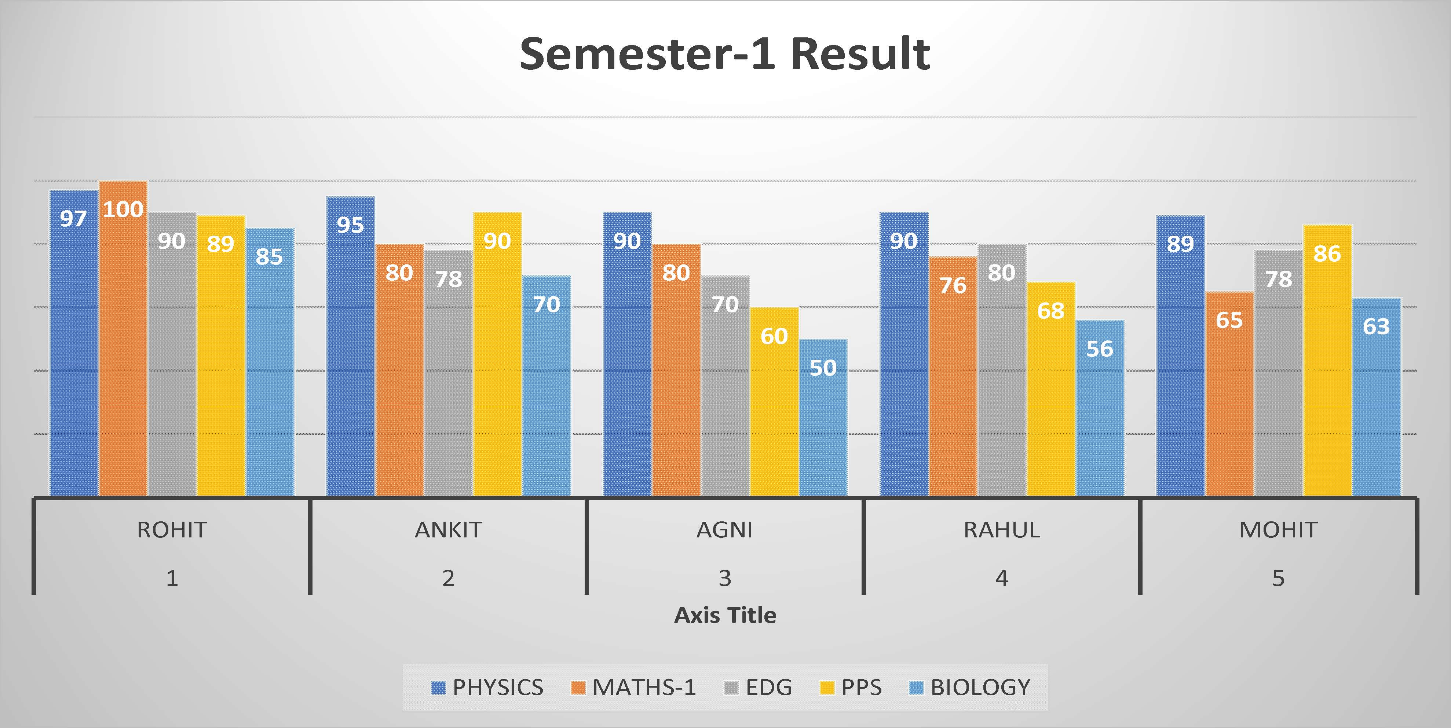 Semester-1 Result
97 100 90 89 85 95 80 78 90 70 90 80 70 60 50 90 76 80 68 56 89 65 78 86 63
ROHIT ANKIT AGNI RAHUL MOHIT
1 2 3 4 5
Axis Title
PHYSICS MATHS-1 EDG PPS BIOLOGY